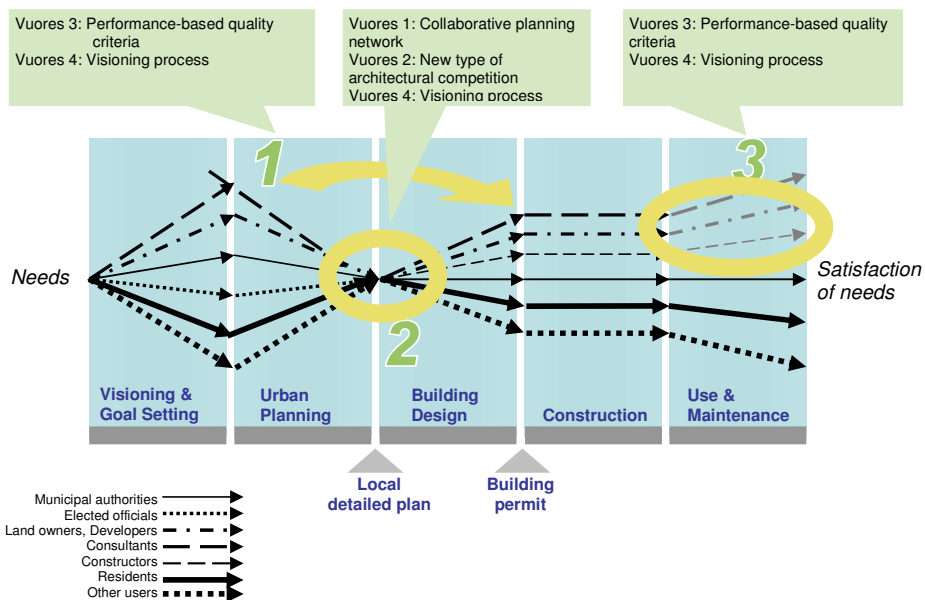 Vuores 3: Performance-based quality
criteria
Vuores 4: Visioning process
Vuores 1: Collaborative planning
network
Vuores 2: New type of
architectural competition
Vuores 4: Visioning process
Vuores 3: Performance-based quality
criteria
Vuores 4: Visioning process
1
3
Needs
Satisfaction
of needs
2
Visioning &
Goal Setting
Urban
Planning
Building
Design
Construction
Use &
Maintenance
Local
detailed plan
Building
permit
Municipal authorities
Elected officials
Land owners, Developers
Consultants
Constructors
Residents
Other users